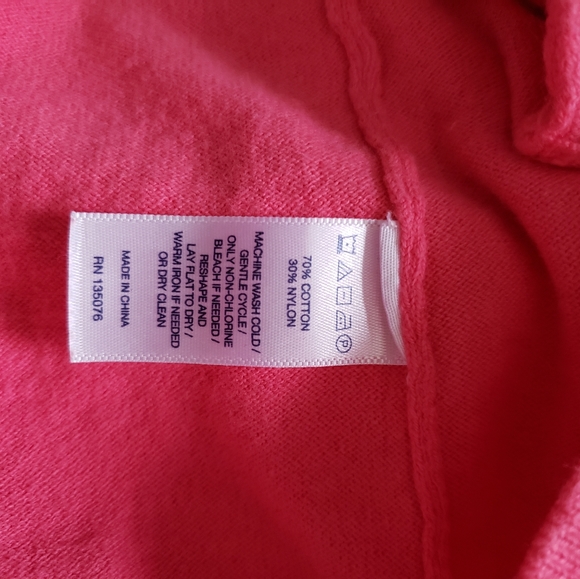 70% COTTON
30% NYLON
MACHINE WASH COLD/
GENTLE CYCLE/
ONLY NON-CHLORINE
BLEACH IF NEEDED/
RESHAPE AND
LAY FLAT TO DRY/
WARM IRON IF NEEDED
OR DRY CLEAN
MADE IN CHINA
RN 135076